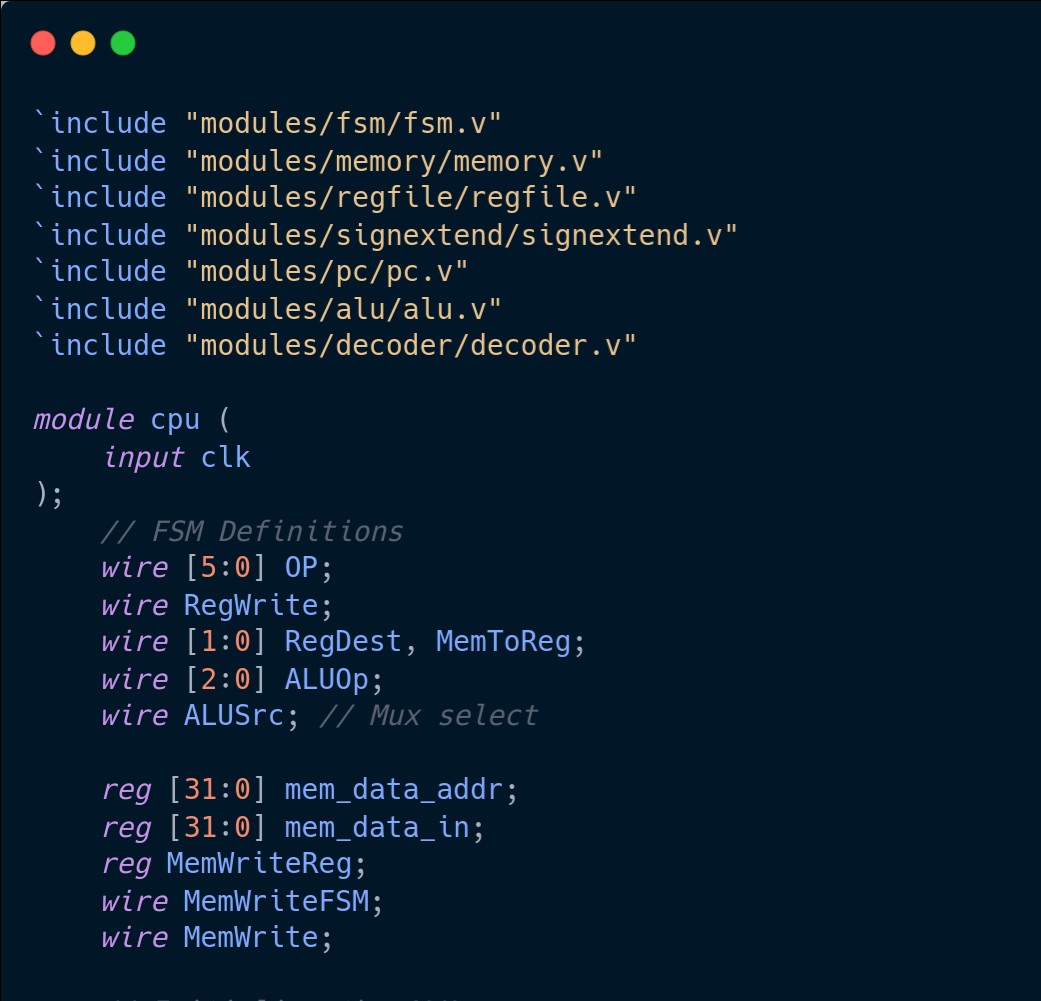 `include "modules/fsm/fsm.v"
`include "modules/memory/memory.v"
`include "modules/regfile/regfile.v"
`include "modules/signextend/signextend.v"
`include "modules/pc/pc.v"
`include "modules/alu/alu.v"
`include "modules/decoder/decoder.v"

module cpu (
    input clk
);
    // FSM Definitions
    wire [5:0] OP;
    wire RegWrite;
    wire [1:0] RegDest, MemToReg;
    wire [2:0] ALUOp;
    wire ALUSrc; // Mux select

    reg [31:0] mem_data_addr;
    reg [31:0] mem_data_in;
    reg MemWriteReg;
    wire MemWriteFSM;
    wire MemWrite;